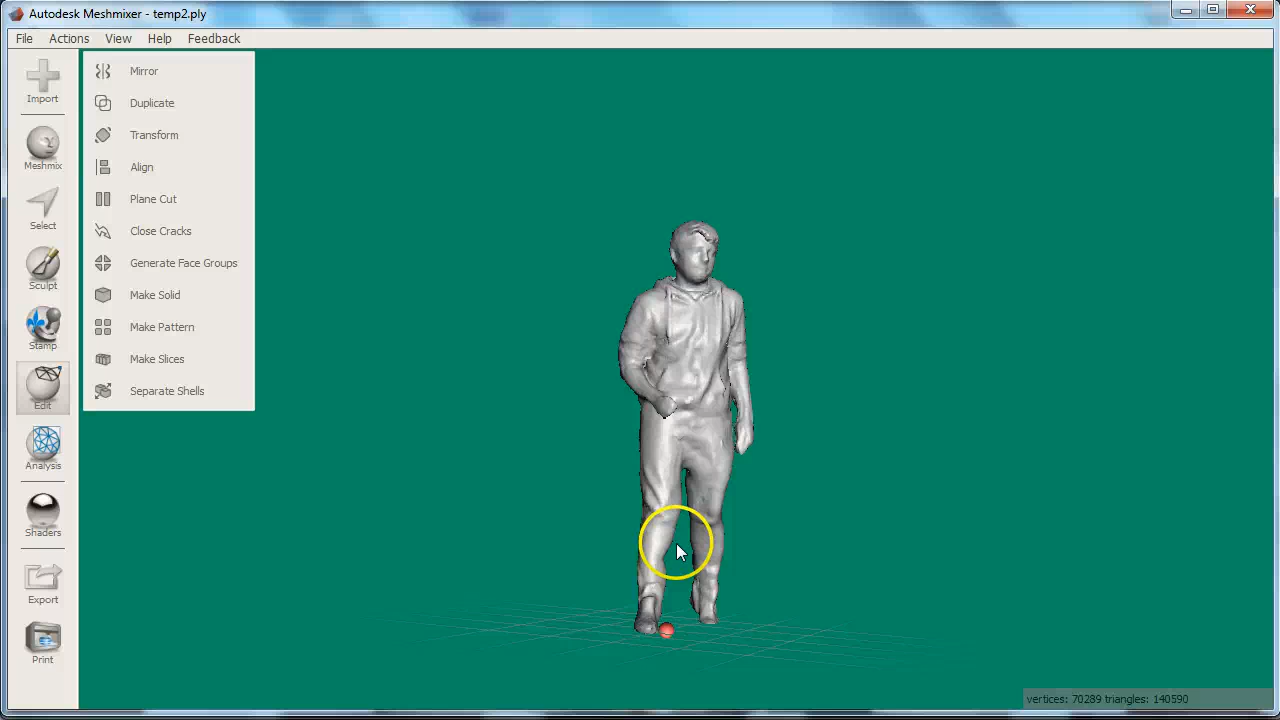 Autodesk Meshmixer - temp2.ply
File Actions View Help Feedback
Import
Meshmix
Select
Sculpt
Stamp
Edit
Analysis
Shaders
Export
Print
Mirror
Duplicate
Transform
Align
Plane Cut
Close Cracks
Generate Face Groups
Make Solid
Make Pattern
Make Slices
Separate Shells
vertices: 70289 triangles: 140590